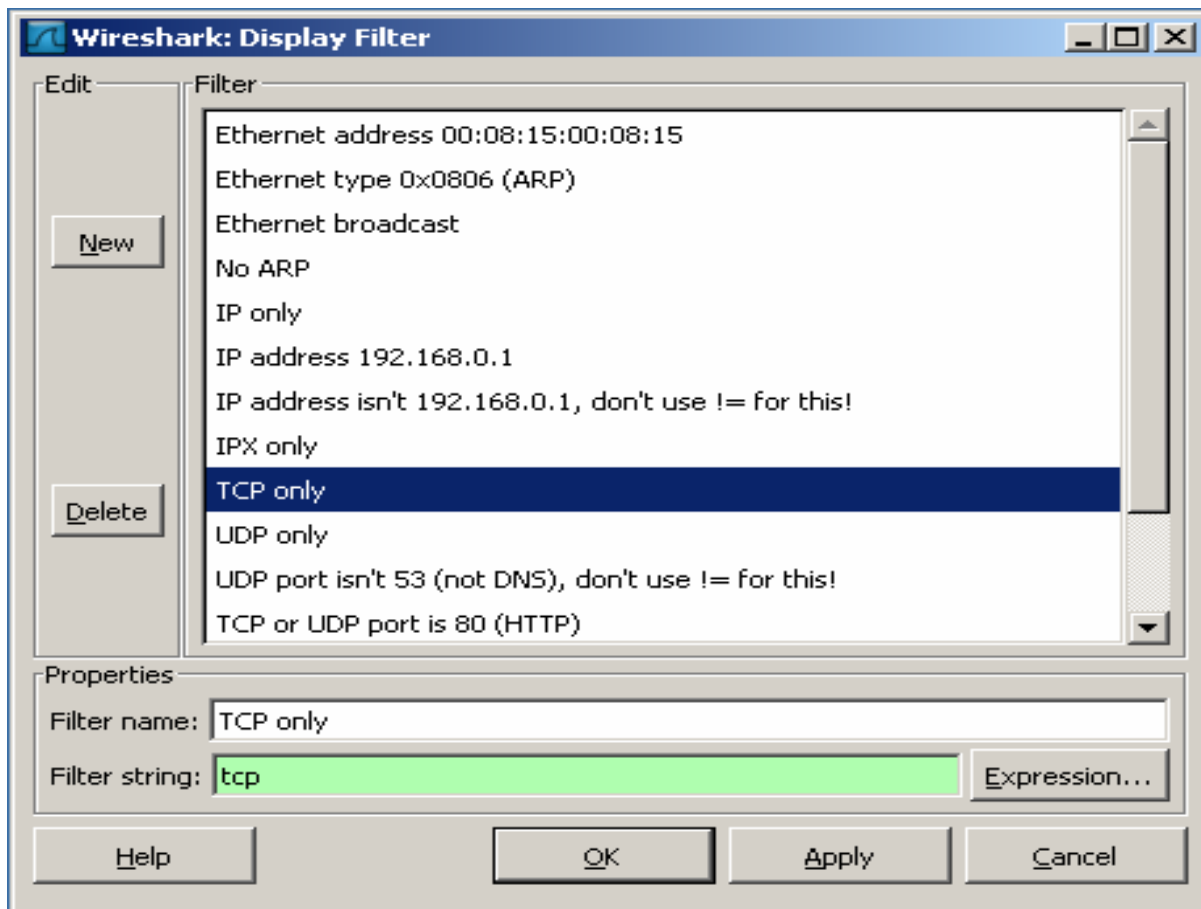 Wireshark: Display Filter
Edit
Filter
Ethernet address 00:08:15:00:08:15
Ethernet type 0x0806 (ARP)
Ethernet broadcast
New
No ARP
IP only
IP address 192.168.0.1
IP address isn't 192.168.0.1, don't use != for this!
IPX only
TCP only
Delete
UDP only
UDP port isn't 53 (not DNS), don't use != for this!
TCP or UDP port is 80 (HTTP)
Properties
Filter name: TCP only
Filter string: tcp Expression...
Help OK Apply Cancel